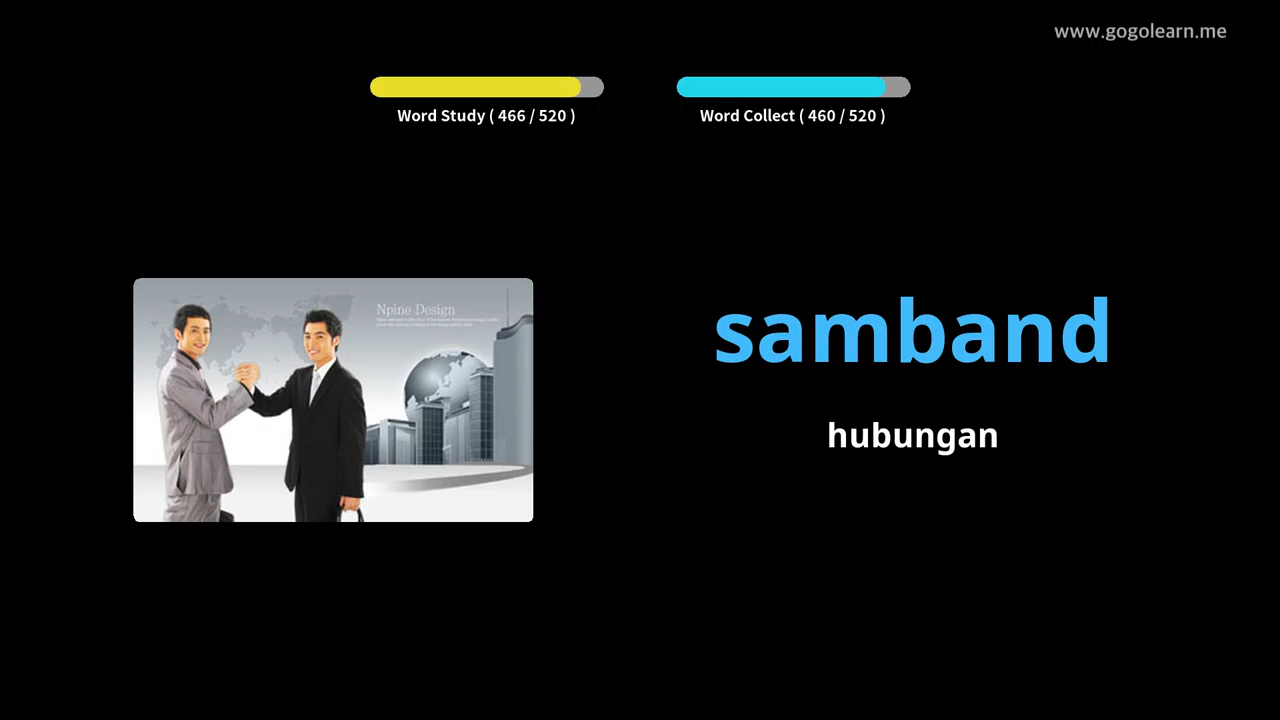 www.gogolearn.me
Word Study ( 466 / 520 )
Word Collect ( 460 / 520 )
Npine Design
samband
hubungan